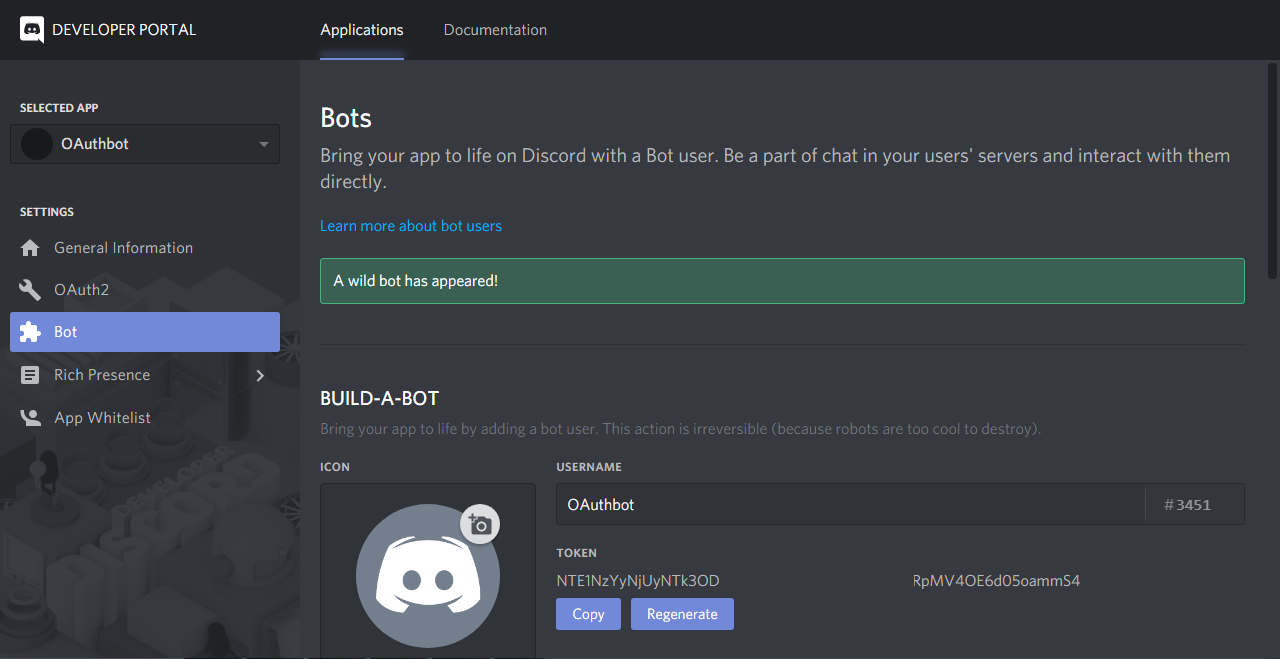 DEVELOPER PORTAL
Applications
Documentation
SELECTED APP
OAuthbot
SETTINGS
General Information
OAuth2
Bot
Rich Presence
App Whitelist
Bots
Bring your app to life on Discord with a Bot user. Be a part of chat in your users' servers and interact with them
directly.
Learn more about bot users
A wild bot has appeared!
BUILD-A-BOT
Bring your app to life by adding a bot user. This action is irreversible (because robots are too cool to destroy).
ICON
USERNAME
OAuthbot
#3451
TOKEN
NTE1NzYyNjUyNTk3OD RpMV4OE6d05oammS4
Copy
Regenerate